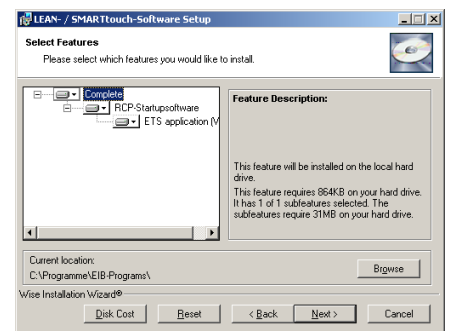 LEAN- / SMARTtouch-Software Setup
Select Features
Please select which features you would like to install.
Complete
RCP-Startupsoftware
ETS application (V
Feature Description:
This feature will be installed on the local hard
drive.
This feature requires 864KB on your hard drive.
It has 1 of 1 subfeatures selected. The
subfeatures require 31MB on your hard drive.
Current location:
C:\Programme\EIB-Programs\
Browse
Wise Installation Wizard®
Disk Cost
Reset
< Back
Next >
Cancel